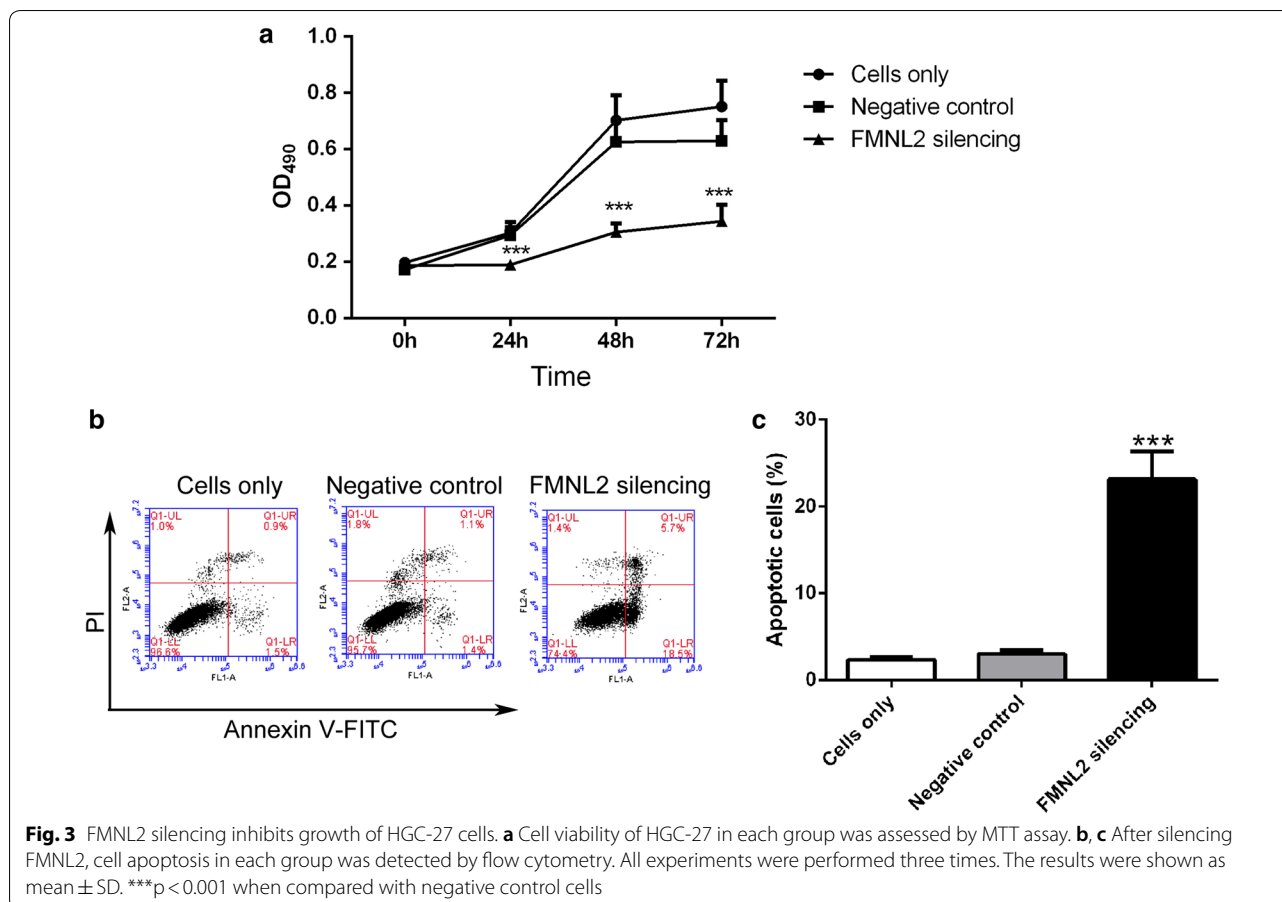 a
1.0
0.8
0.6
0.4
0.2
0.0
OD490
0h 24h 48h 72h
Time
*** *** ***
Cells only
Negative control
FMNL2 silencing
b
Cells only Negative control FMNL2 silencing
Q1-UL Q1-UR
1.0% 0.9%
Q1-LL Q1-LR
96.6% 1.5%
FL2-A
FL1-A
Q1-UL Q1-UR
1.8% 1.1%
Q1-LL Q1-LR
95.7% 1.4%
FL2-A
FL1-A
Q1-UL Q1-UR
1.4% 5.7%
Q1-LL Q1-LR
74.4% 18.5%
FL2-A
FL1-A
PI
Annexin V-FITC
c
30
20
10
0
Apoptotic cells (%)
***
Cells only
Negative control
FMNL2 silencing
Fig. 3 FMNL2 silencing inhibits growth of HGC-27 cells. a Cell viability of HGC-27 in each group was assessed by MTT assay. b, c After silencing
FMNL2, cell apoptosis in each group was detected by flow cytometry. All experiments were performed three times. The results were shown as
mean ± SD. ***p < 0.001 when compared with negative control cells